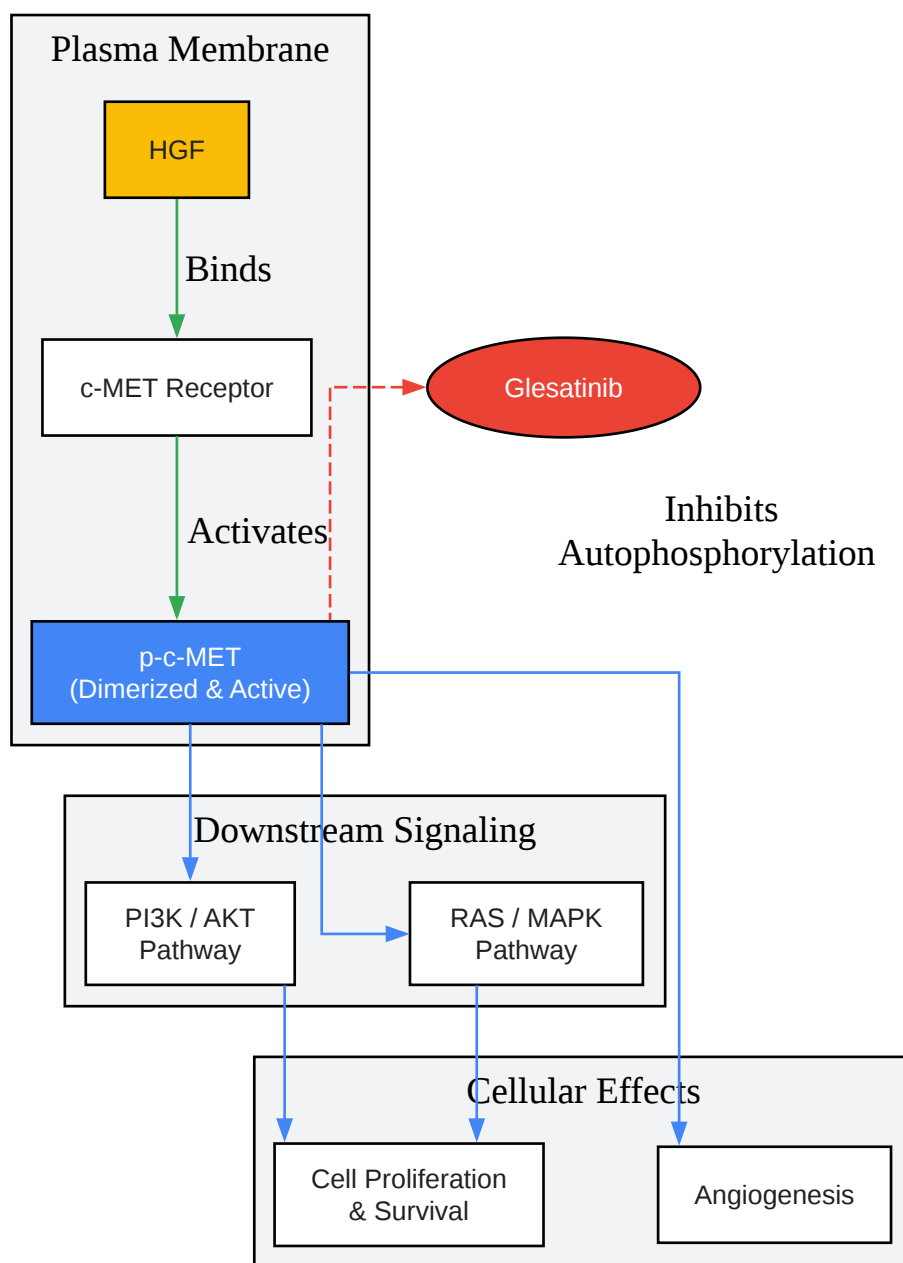 Plasma Membrane
HGF
Binds
c-MET Receptor
Glesatinib
Inhibits
Autophosphorylation
Activates
p-c-MET
(Dimerized & Active)
Downstream Signaling
PI3K / AKT
Pathway
RAS / MAPK
Pathway
Cellular Effects
Cell Proliferation
& Survival
Angiogenesis